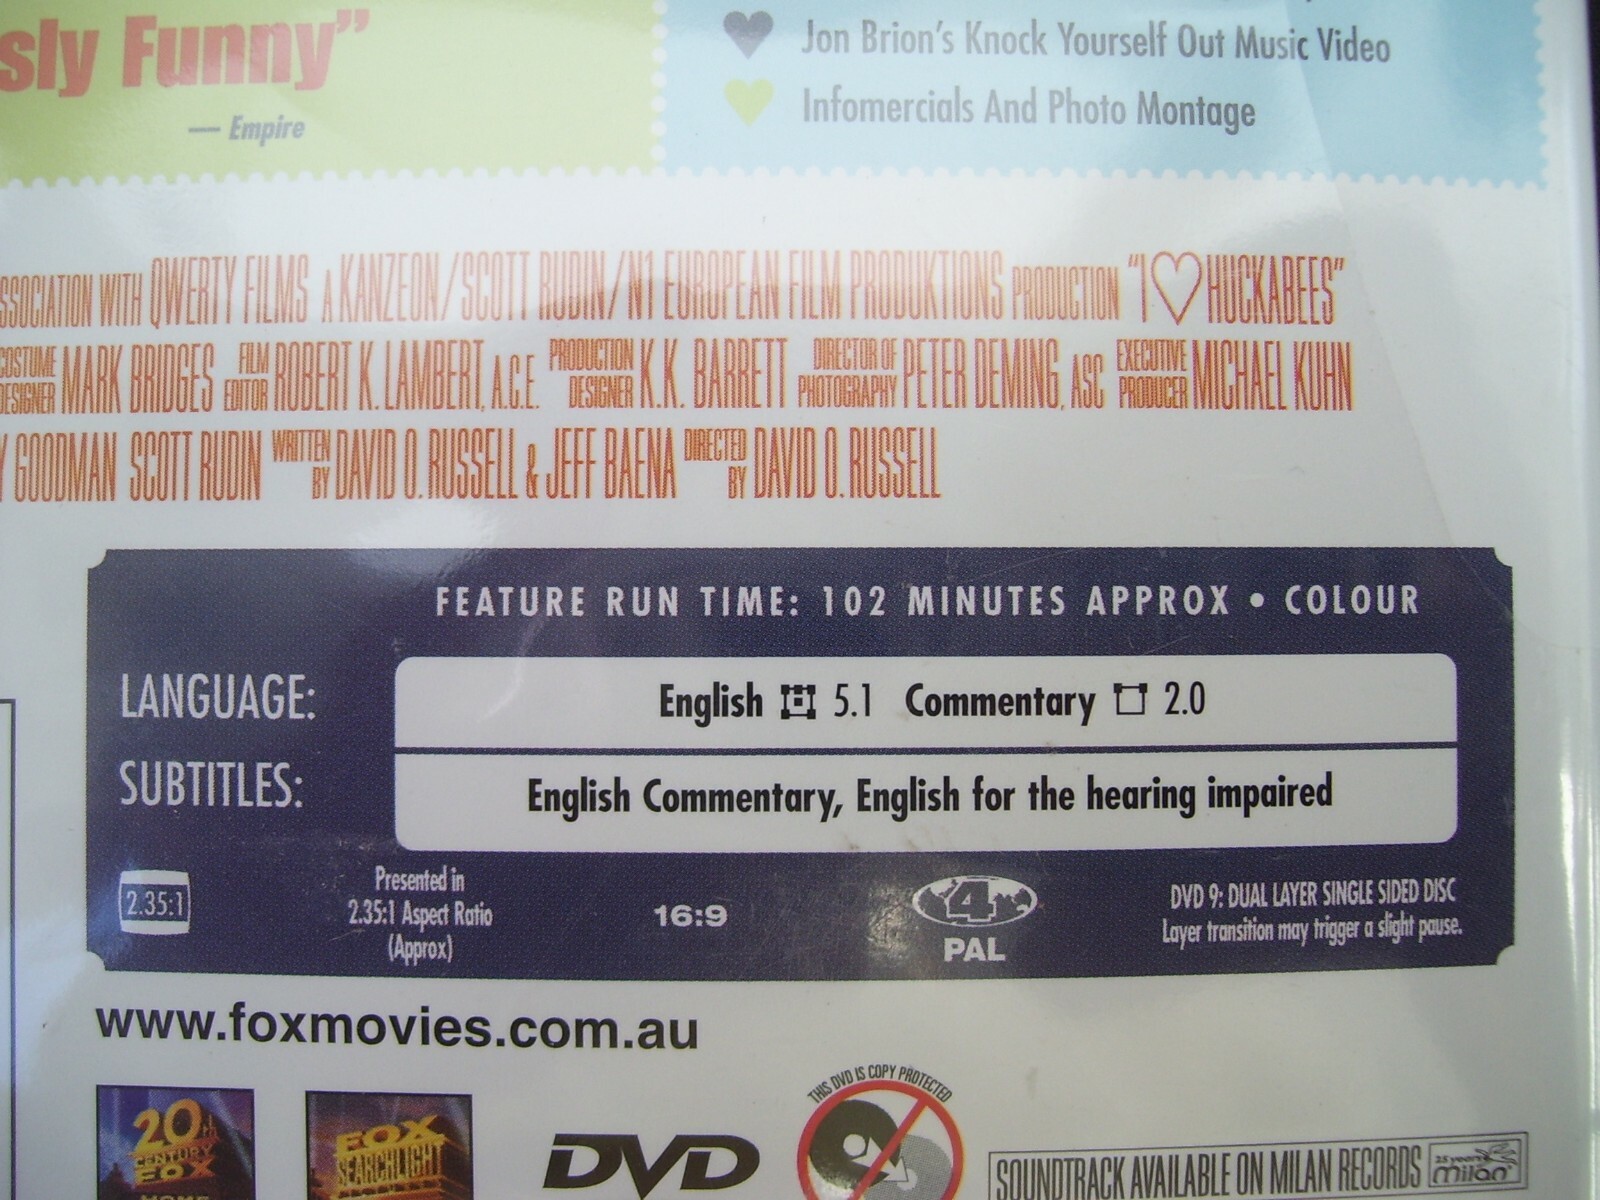 sly Funny”
— Empire
Jon Brion’s Knock Yourself Out Music Video
Infomercials And Photo Montage
SSOCIATION WITH QWERTY FILMS A KANZEON/SCOTT RUDIN/N1 EUROPEAN FILM PRODUKTIONS PRODUCTION “I ♡ HUCKABEES”
COSTUME DESIGNER MARK BRIDGES FILM EDITOR ROBERT K. LAMBERT, A.C.E. PRODUCTION DESIGNER K.K. BARRETT DIRECTOR OF PHOTOGRAPHY PETER DEMING, ASC EXECUTIVE PRODUCER MICHAEL KUHN
Y GOODMAN SCOTT RUDIN WRITTEN BY DAVID O. RUSSELL & JEFF BAENA DIRECTED BY DAVID O. RUSSELL
FEATURE RUN TIME: 102 MINUTES APPROX • COLOUR
LANGUAGE: English 5.1 Commentary 2.0
SUBTITLES: English Commentary, English for the hearing impaired
2.35:1
Presented in
2.35:1 Aspect Ratio
(Approx)
16:9
4
PAL
DVD 9: DUAL LAYER SINGLE SIDED DISC
Layer transition may trigger a slight pause.
www.foxmovies.com.au
20th
CENTURY
FOX
HOME
FOX
SEARCHLIGHT
DVD
THIS DVD IS COPY PROTECTED
SOUNDTRACK AVAILABLE ON MILAN RECORDS
25 years
milan